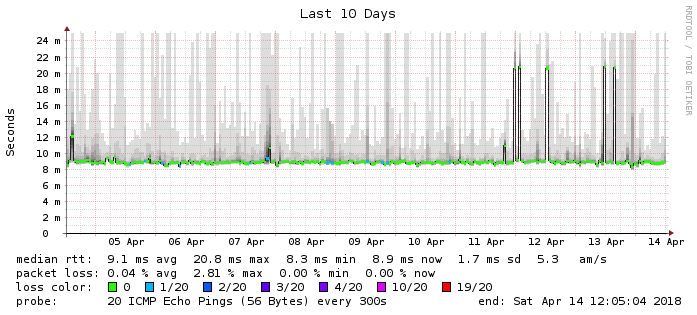 Last 10 Days
RRDTOOL / TOBI OETIKER
Seconds
24 m
22 m
20 m
18 m
16 m
14 m
12 m
10 m
8 m
6 m
4 m
2 m
0
05 Apr 06 Apr 07 Apr 08 Apr 09 Apr 10 Apr 11 Apr 12 Apr 13 Apr 14 Apr
median rtt: 9.1 ms avg 20.8 ms max 8.3 ms min 8.9 ms now 1.7 ms sd 5.3 am/s
packet loss: 0.04 % avg 2.81 % max 0.00 % min 0.00 % now
loss color: 0 1/20 2/20 3/20 4/20 10/20 19/20
probe: 20 ICMP Echo Pings (56 Bytes) every 300s end: Sat Apr 14 12:05:04 2018